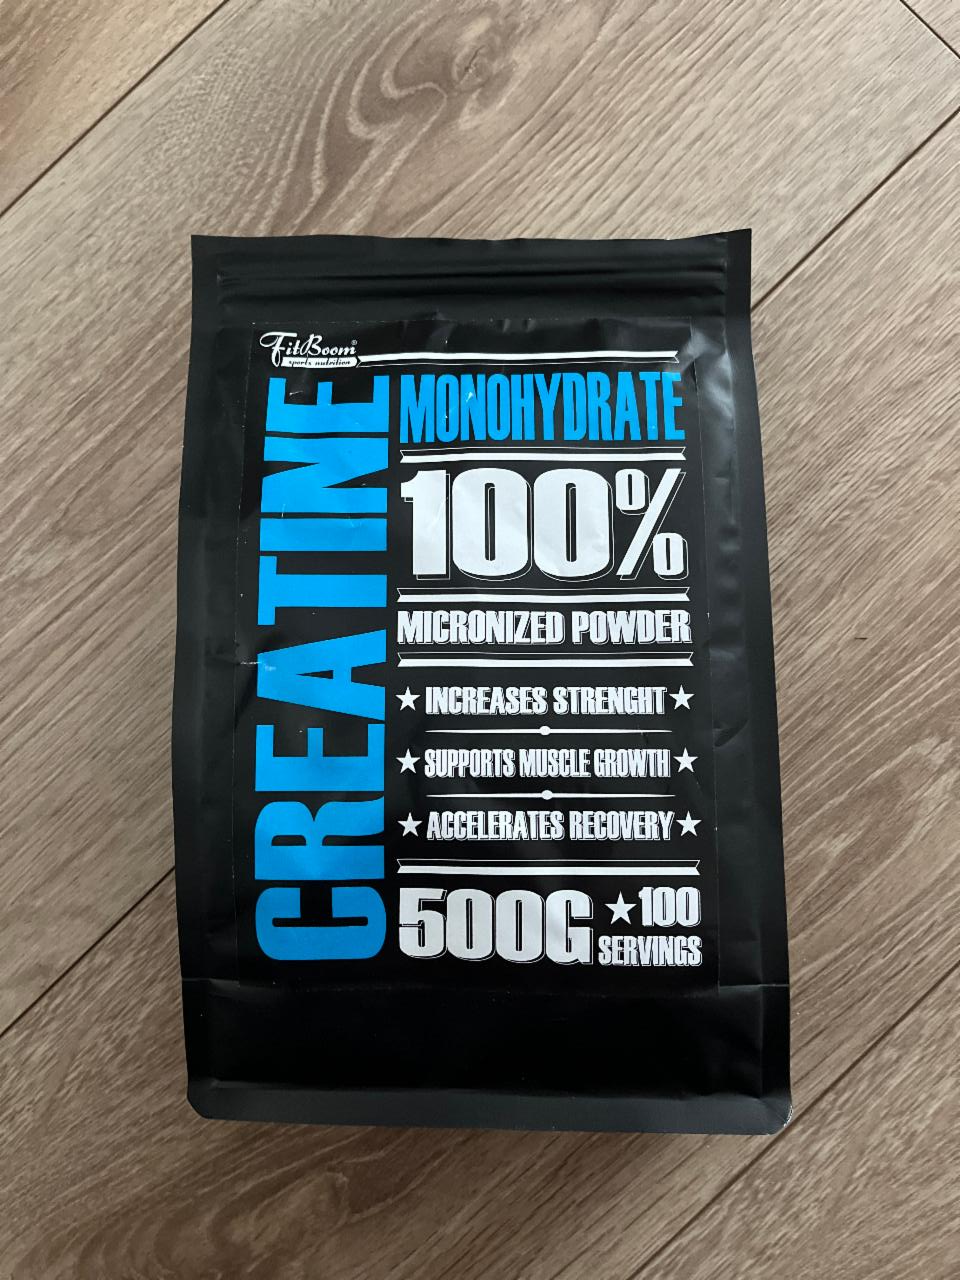 FitBoom®
sports nutrition
CREATINE
MONOHYDRATE
100%
MICRONIZED POWDER
★ INCREASES STRENGHT ★
★ SUPPORTS MUSCLE GROWTH ★
★ ACCELERATES RECOVERY ★
500G ★ 100
SERVINGS